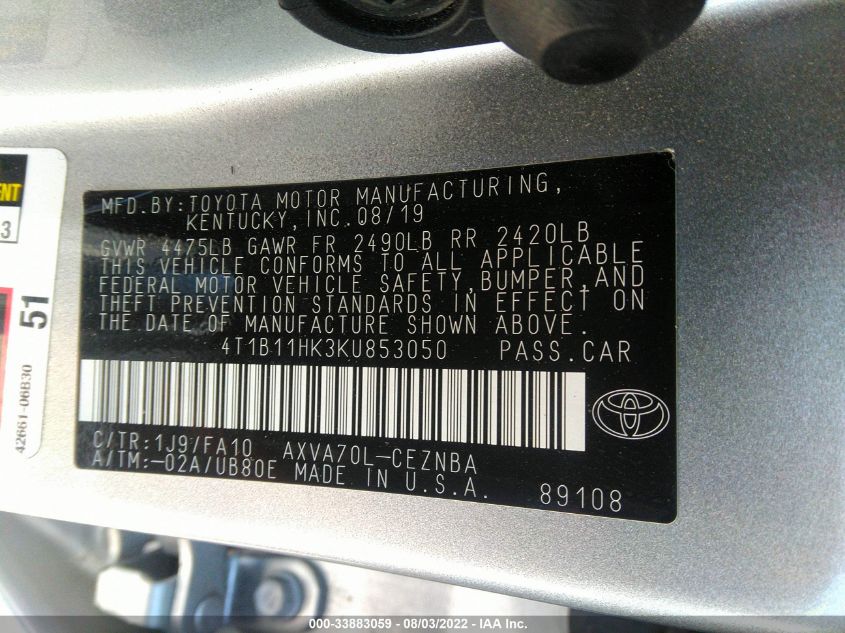 MFD.BY:TOYOTA MOTOR MANUFACTURING,
KENTUCKY,INC.08/19
GVWR 4475LB GAWR FR 2490LB RR 2420LB
THIS VEHICLE CONFORMS TO ALL APPLICABLE
FEDERAL MOTOR VEHICLE SAFETY,BUMPER,AND
THEFT PREVENTION STANDARDS IN EFFECT ON
THE DATE OF MANUFACTURE SHOWN ABOVE.
4T1B11HK3KU853050 PASS.CAR
C/TR:1J9/FA10 AXVA70L-CEZNBA
A/TM:-02A/UB80E MADE IN U.S.A.
89108
ENT
3
51
42661-06B30
000-33883059 - 08/03/2022 - IAA Inc.